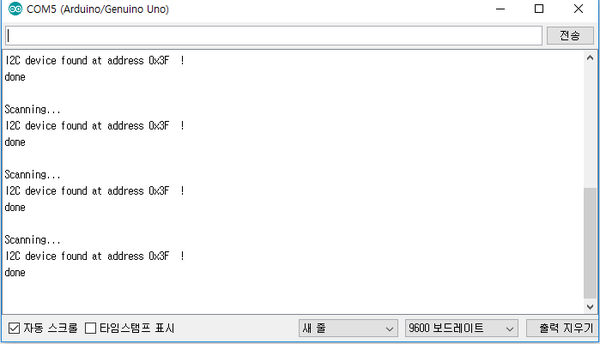 COM5 (Arduino/Genuino Uno)
전송
I2C device found at address 0x3F  !
done
Scanning...
I2C device found at address 0x3F  !
done
Scanning...
I2C device found at address 0x3F  !
done
Scanning...
I2C device found at address 0x3F  !
done
자동 스크롤 타임스탬프 표시 새 줄 9600 보드레이트 출력 지우기